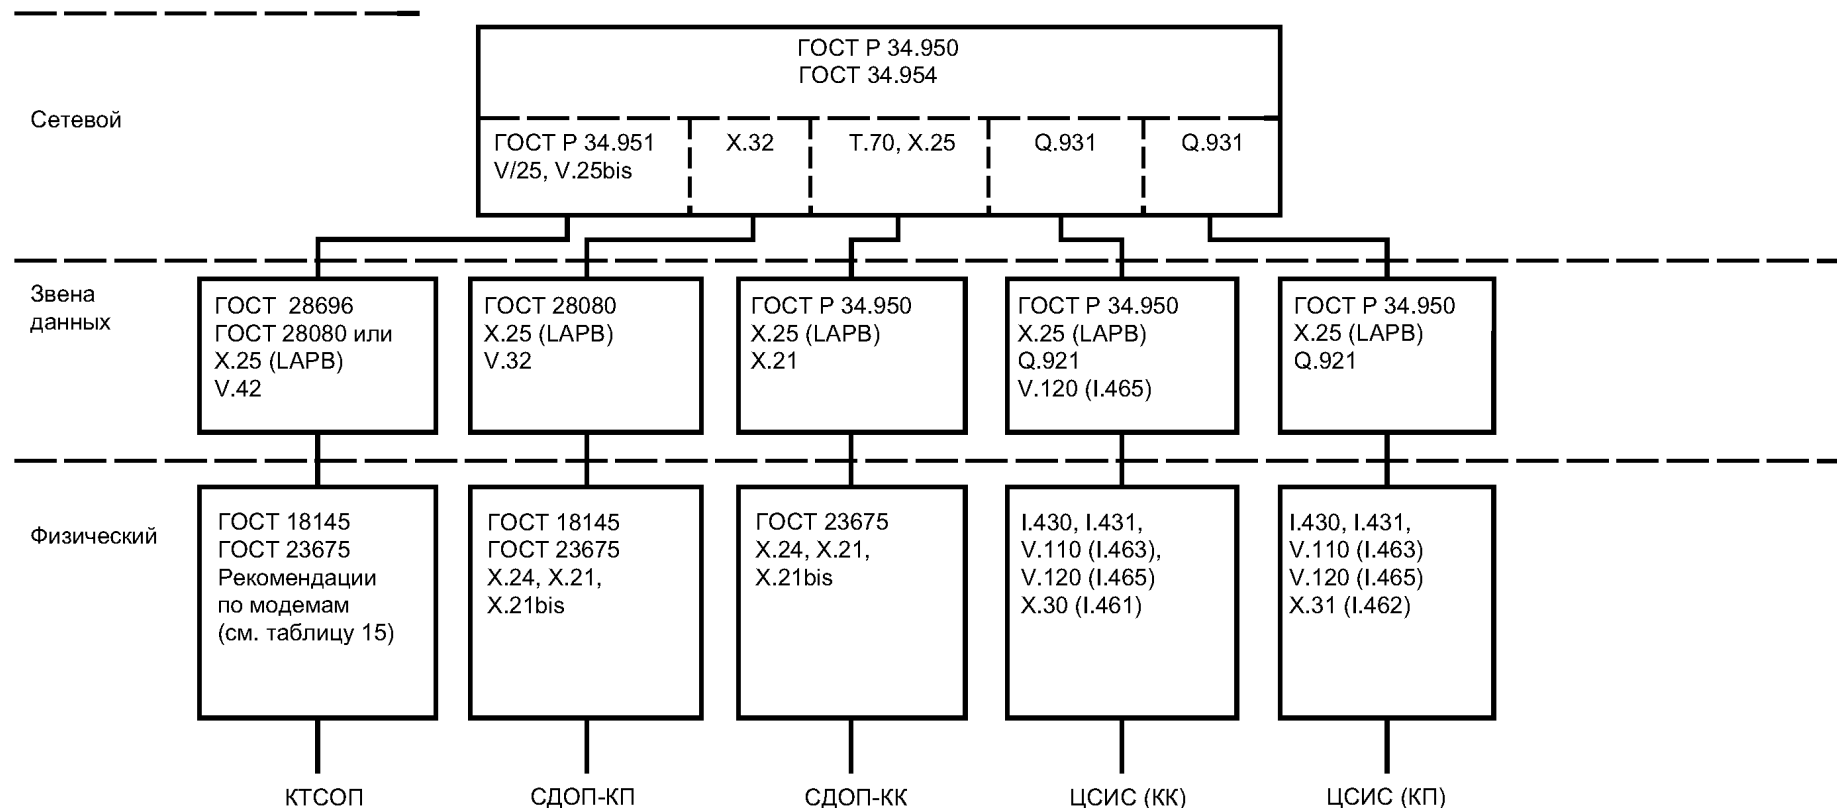 ГОСТ Р 34.950
ГОСТ 34.954
Сетевой
ГОСТ Р 34.951
V/25, V.25bis
X.32
T.70, X.25
Q.931
Q.931
Звена
данных
ГОСТ 28696
ГОСТ 28080 или
X.25 (LAPB)
V.42
ГОСТ 28080
X.25 (LAPB)
V.32
ГОСТ Р 34.950
X.25 (LAPB)
X.21
ГОСТ Р 34.950
X.25 (LAPB)
Q.921
V.120 (I.465)
ГОСТ Р 34.950
X.25 (LAPB)
Q.921
Физический
ГОСТ 18145
ГОСТ 23675
Рекомендации
по модемам
(см. таблицу 15)
ГОСТ 18145
ГОСТ 23675
X.24, X.21,
X.21bis
ГОСТ 23675
X.24, X.21,
X.21bis
I.430, I.431,
V.110 (I.463),
V.120 (I.465)
X.30 (I.461)
I.430, I.431,
V.110 (I.463)
V.120 (I.465)
X.31 (I.462)
КТСОП
СДОП-КП
СДОП-КК
ЦСИС (КК)
ЦСИС (КП)